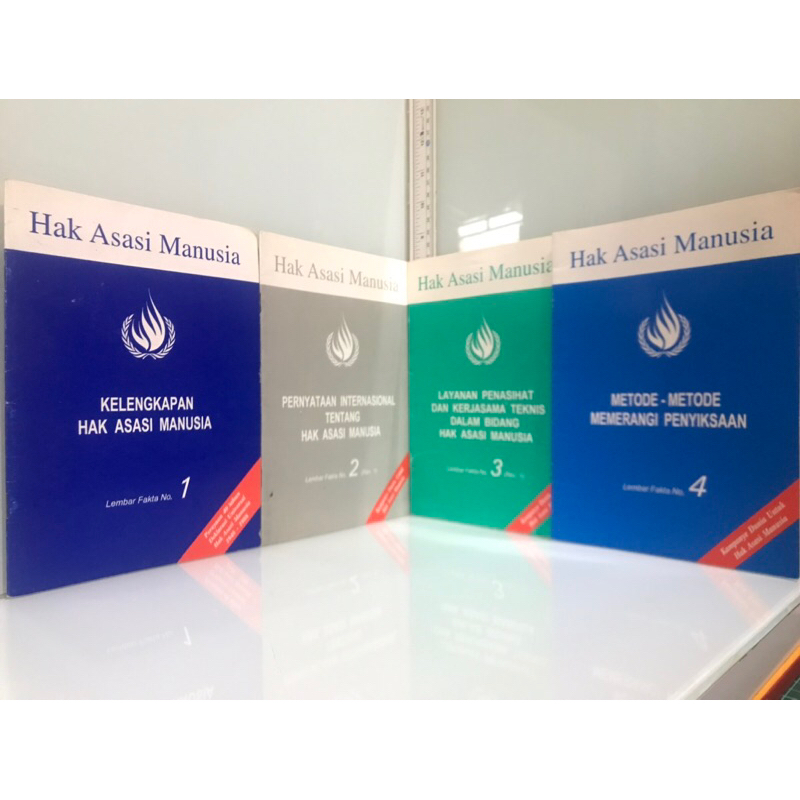 Hak Asasi Manusia
KELENGKAPAN
HAK ASASI MANUSIA
Lembar Fakta No. 1
Hak Asasi Manusia
PERNYATAAN INTERNASIONAL
TENTANG
HAK ASASI MANUSIA
Lembar Fakta No. 2
Hak Asasi Manusia
LAYANAN PENASIHAT
DAN KERJASAMA TEKNIS
DALAM BIDANG
HAK ASASI MANUSIA
Lembar Fakta No. 3
Hak Asasi Manusia
METODE - METODE
MEMERANGI PENYIKSAAN
Lembar Fakta No. 4
Kampanye Dunia Untuk
Hak Asasi Manusia